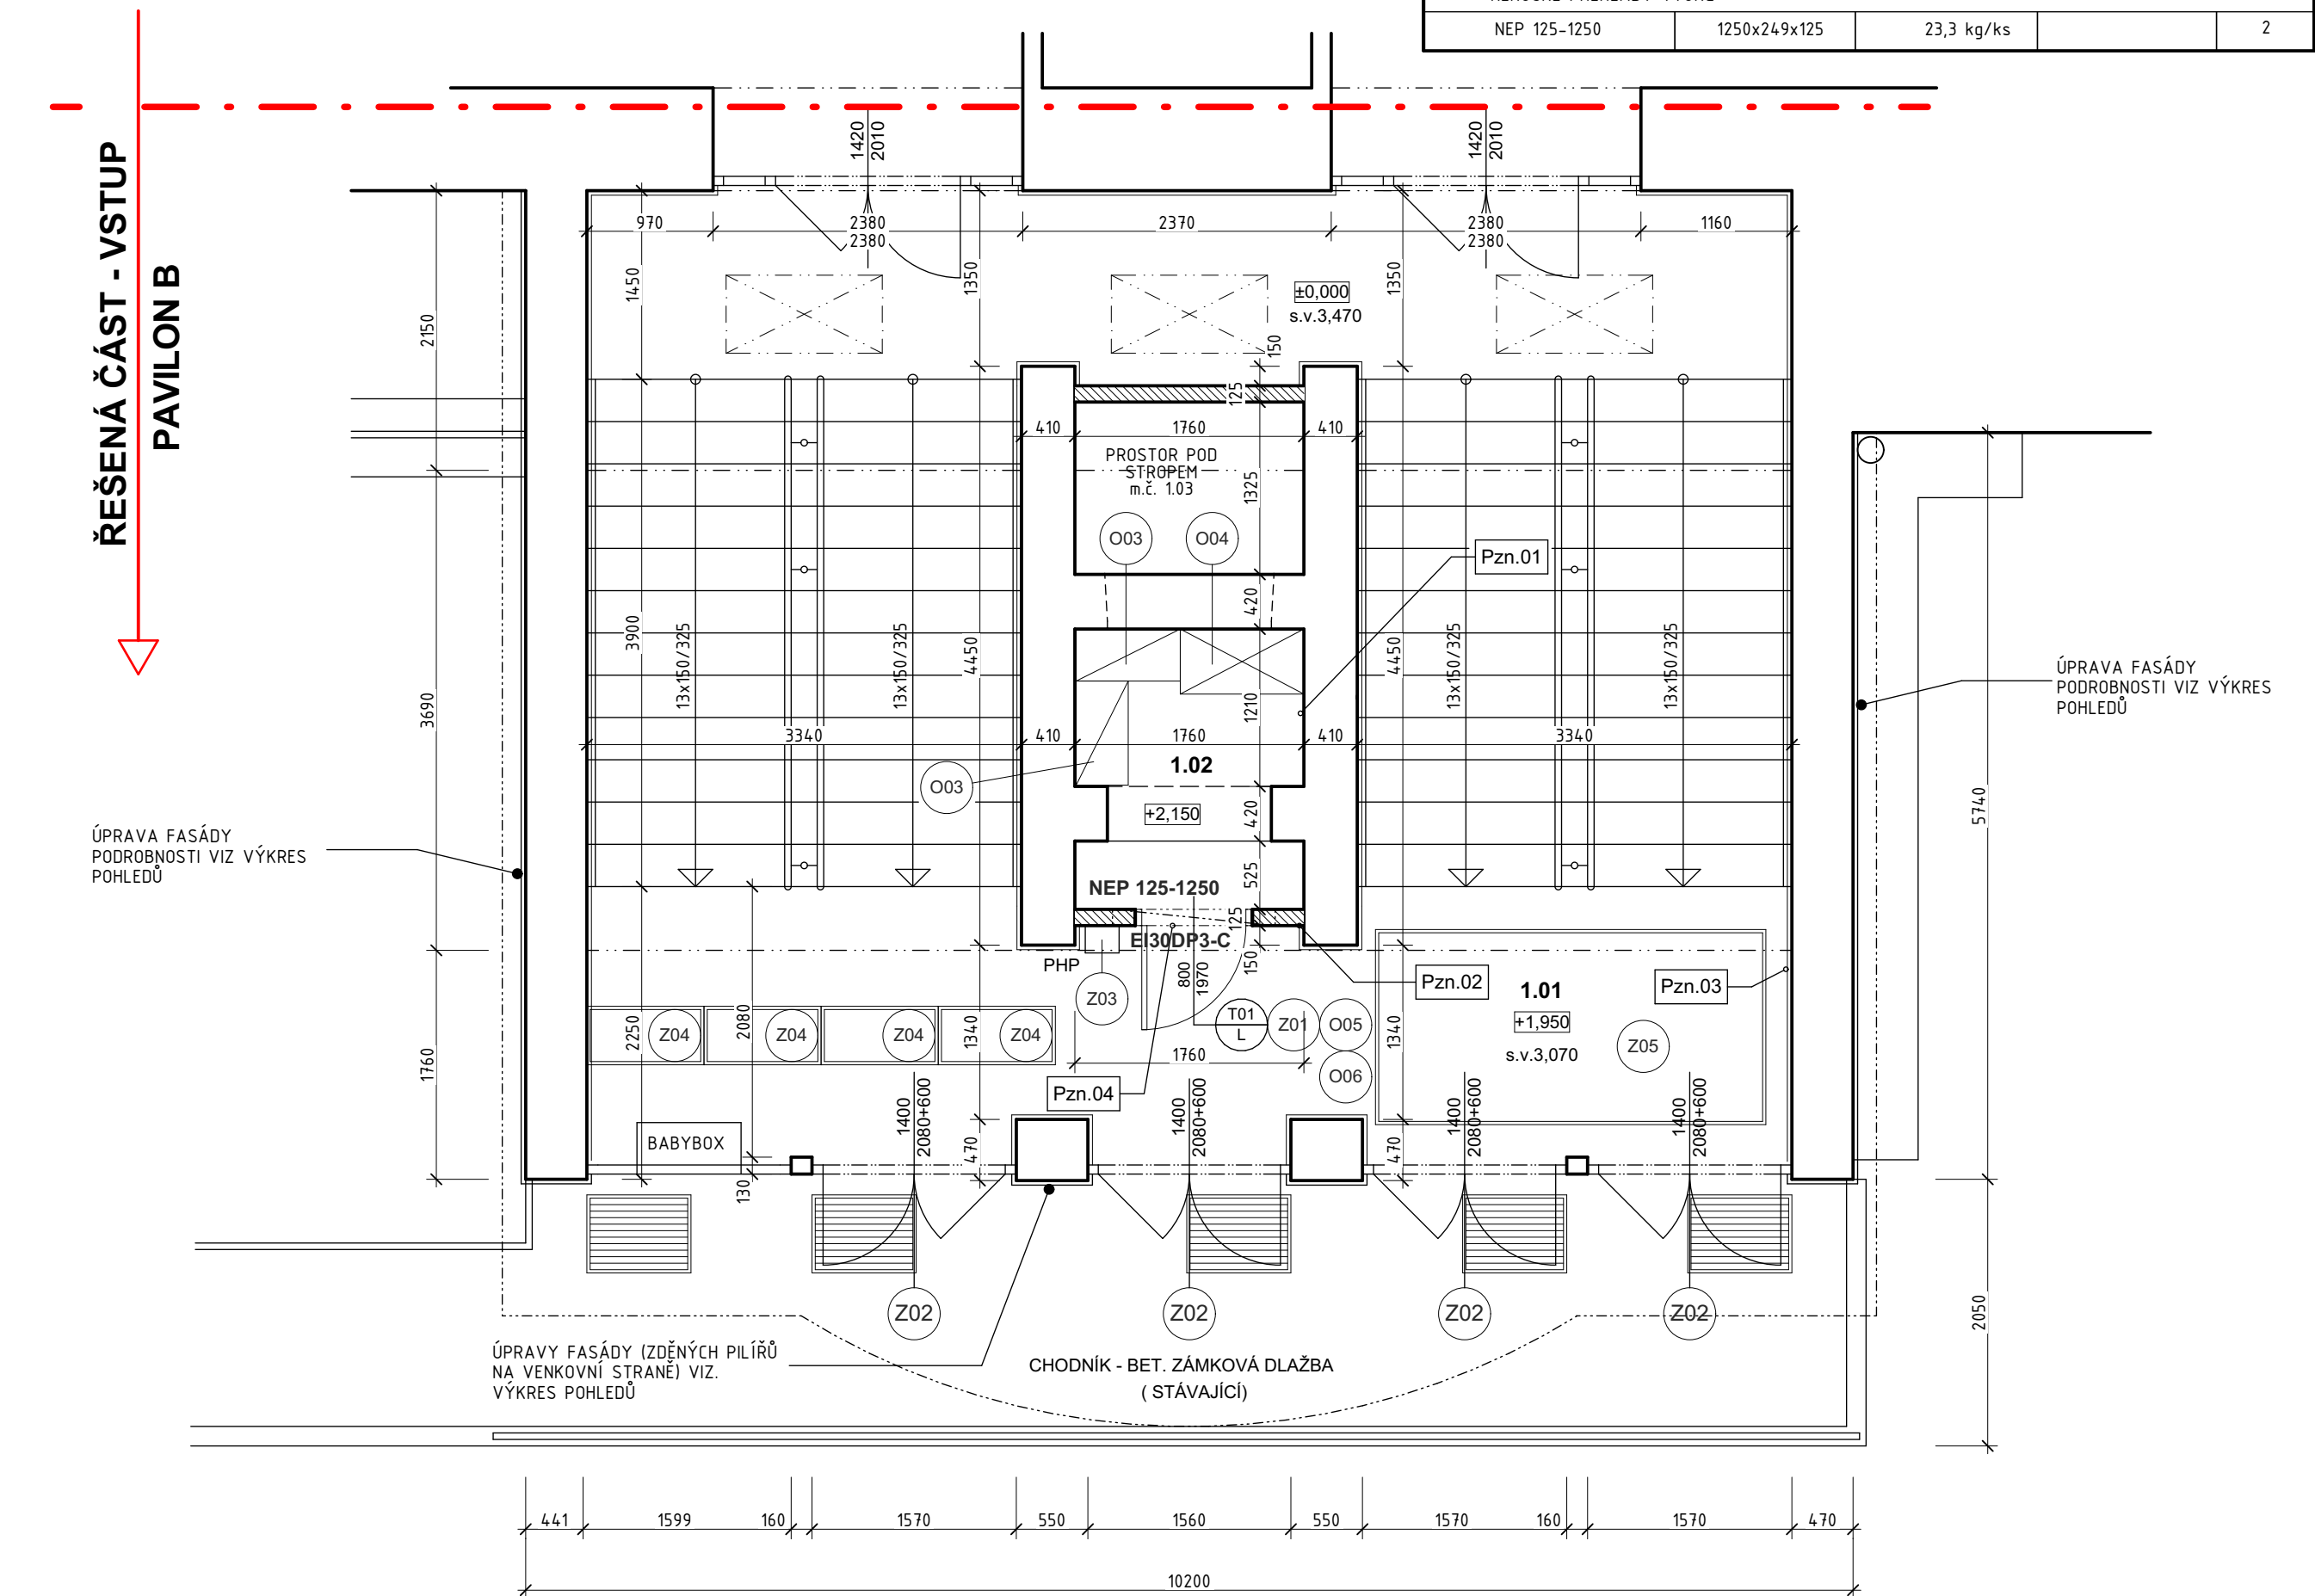 NEP 125-1250 1250x249x125 23,3 kg/ks 2
ŘEŠENÁ ČÁST - VSTUP
PAVILON B
1420
2010
1420
2010
970
2380
2380
2370
2380
2380
1160
1450
1350
1350
2150
±0,000
s.v.3,470
150
125
410
1760
410
PROSTOR POD
STROPEM
m.č. 1.03
1325
O03
O04
Pzn.01
420
3900
13x150/325
13x150/325
4450
4450
13x150/325
13x150/325
3690
1210
3340
410
1760
410
3340
1.02
O03
+2,150
420
5740
ÚPRAVA FASÁDY
PODROBNOSTI VIZ VÝKRES
POHLEDŮ
ÚPRAVA FASÁDY
PODROBNOSTI VIZ VÝKRES
POHLEDŮ
NEP 125-1250
525
125
EI30DP3-C
PHP
150
800
1970
Pzn.02
1.01
Pzn.03
+1,950
s.v.3,070
Z05
Z03
T01
L
Z01
O05
O06
Z04
Z04
Z04
Z04
2250
2080
1340
1340
1760
1760
Pzn.04
BABYBOX
130
470
470
1400
2080+600
1400
2080+600
1400
2080+600
1400
2080+600
Z02
Z02
Z02
Z02
2050
ÚPRAVY FASÁDY (ZDĚNÝCH PILÍŘŮ
NA VENKOVNÍ STRANĚ) VIZ.
VÝKRES POHLEDŮ
CHODNÍK - BET. ZÁMKOVÁ DLAŽBA
( STÁVAJÍCÍ)
441
1599
160
1570
550
1560
550
1570
160
1570
470
10200